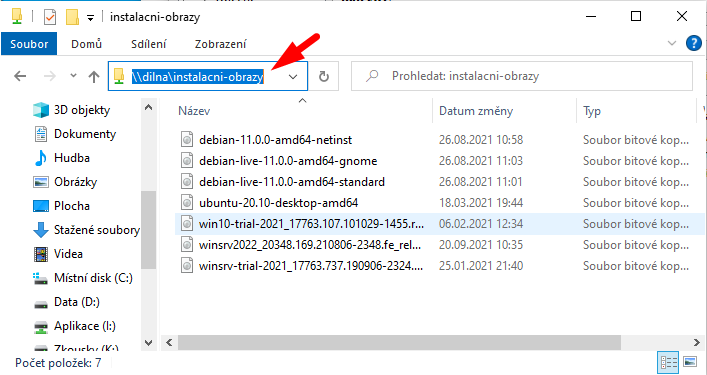 instalacni-obrazy
Soubor Domů Sdílení Zobrazení
\\dilna\instalacni-obrazy Prohledat: instalacni-obrazy
Název Datum změny Typ
3D objekty
Dokumenty
Hudba
Obrázky
Plocha
Stažené soubory
Videa
Místní disk (C:)
Data (D:)
Aplikace (I:)
Zkousky (K:)
debian-11.0.0-amd64-netinst 26.08.2021 10:58 Soubor bitové kop...
debian-live-11.0.0-amd64-gnome 26.08.2021 11:03 Soubor bitové kop...
debian-live-11.0.0-amd64-standard 26.08.2021 11:01 Soubor bitové kop...
ubuntu-20.10-desktop-amd64 18.03.2021 19:44 Soubor bitové kop...
win10-trial-2021_17763.107.101029-1455.r... 06.02.2021 12:34 Soubor bitové kop...
winsrv2022_20348.169.210806-2348.fe_rel... 20.09.2021 10:35 Soubor bitové kop...
winsrv-trial-2021_17763.737.190906-2324.... 25.01.2021 21:40 Soubor bitové kop...
Počet položek: 7